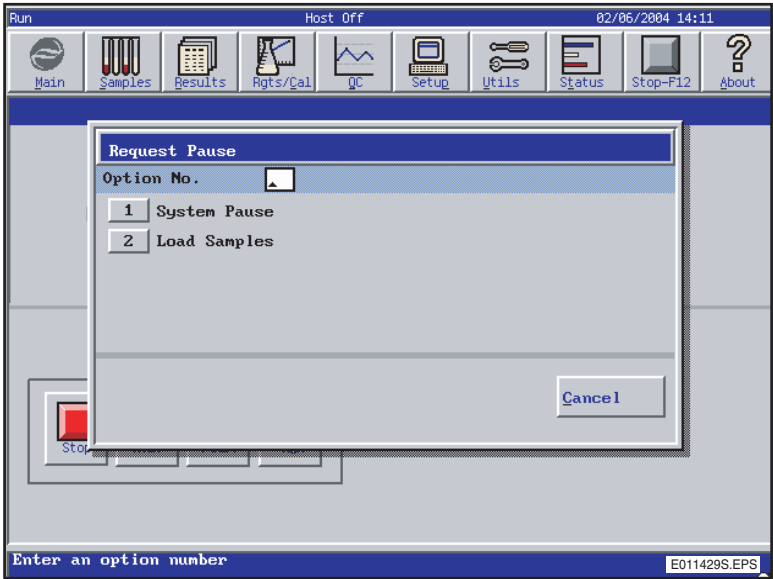 Run Host Off 02/06/2004 14:11
Main Samples Results Rgts/Cal QC Setup Utils Status Stop-F12 About
Request Pause
Option No.
1 System Pause
2 Load Samples
Cancel
Stop
Enter an option number
E011429S.EPS